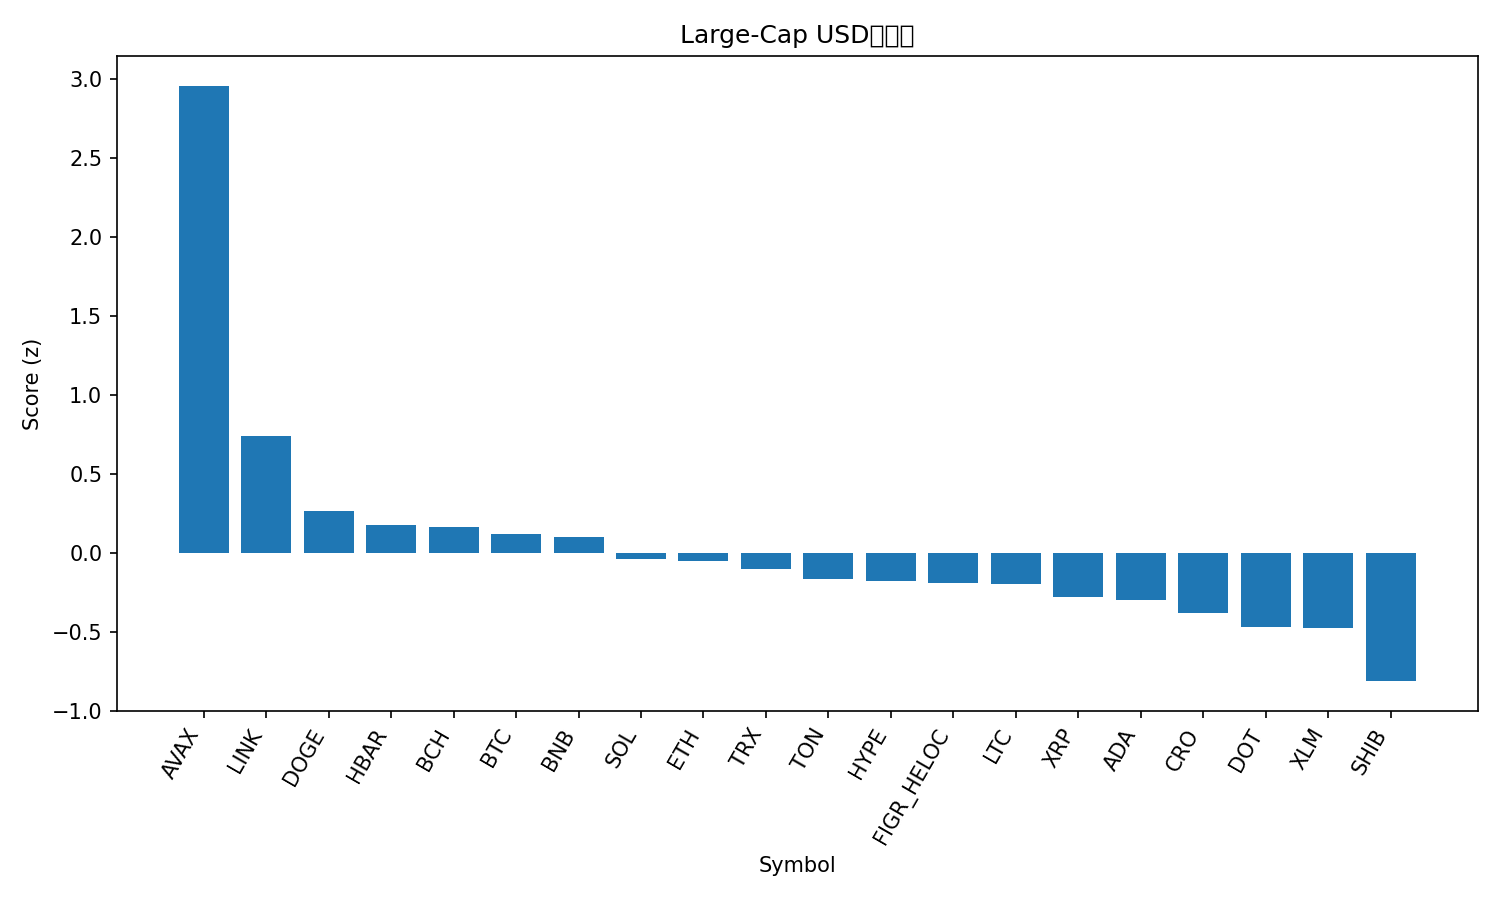 Large-Cap USD
Score (z)
3.0
2.5
2.0
1.5
1.0
0.5
0.0
−0.5
−1.0
AVAX
LINK
DOGE
HBAR
BCH
BTC
BNB
SOL
ETH
TRX
TON
HYPE
FIGR_HELOC
LTC
XRP
ADA
CRO
DOT
XLM
SHIB
Symbol